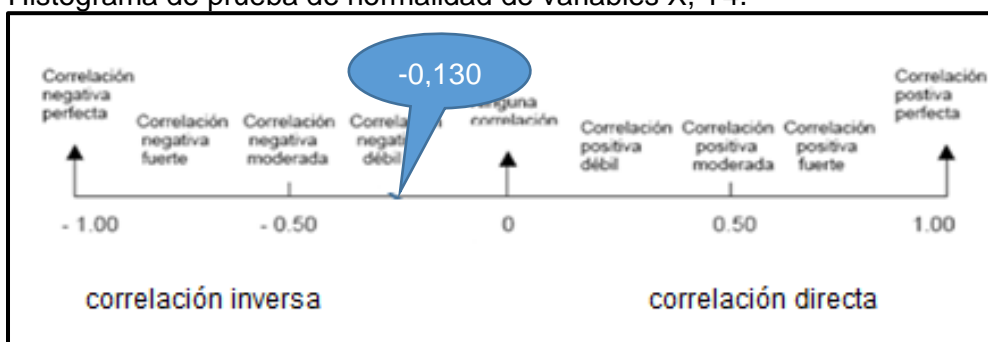 Histograma de prueba de normalidad de variables X, Y4.
-0,130
Correlación
negativa
perfecta
Correlación
negativa
fuerte
Correlación
negativa
moderada
débil
correlación
Correlación
positiva
débil
Correlación
positiva
moderada
Correlación
positiva
fuerte
Correlación
postiva
perfecta
- 1.00
- 0.50
0
0.50
1.00
correlación inversa
correlación directa